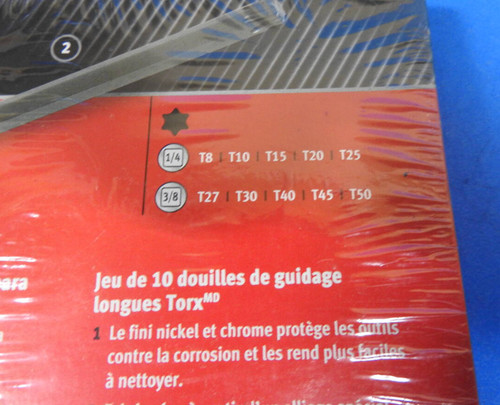 2
1/4 T8 | T10 | T15 | T20 | T25
3/8 T27 | T30 | T40 | T45 | T50
para
Jeu de 10 douilles de guidage
longues Torx MD
1 Le fini nickel et chrome protège les outils
contre la corrosion et les rend plus faciles
à nettoyer.